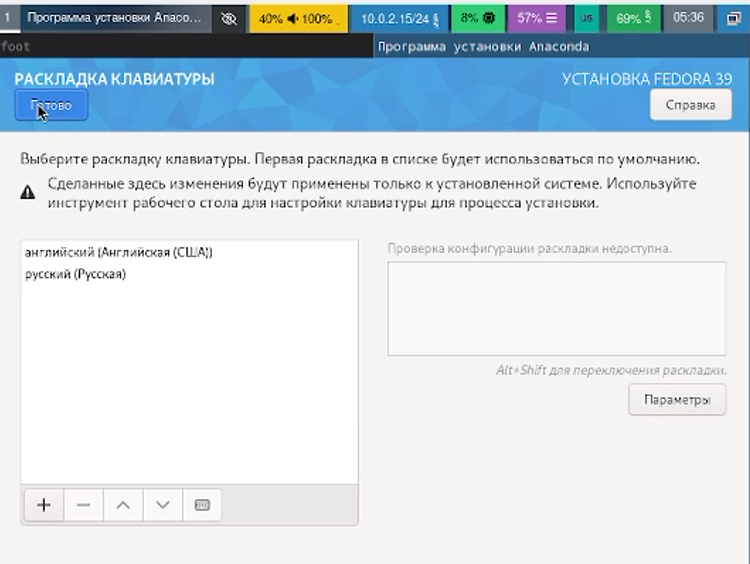 1 Программа установки Anaco... 40% 100% 10.0.2.15/24 8% 57% us 69% 05:36
foot Программа установки Anaconda
РАСКЛАДКА КЛАВИАТУРЫ УСТАНОВКА FEDORA 39
Готово Справка
Выберите раскладку клавиатуры. Первая раскладка в списке будет использоваться по умолчанию.
Сделанные здесь изменения будут применены только к установленной системе. Используйте
инструмент рабочего стола для настройки клавиатуры для процесса установки.
английский (Английская (США))
русский (Русская)
Проверка конфигурации раскладки недоступна.
Alt+Shift для переключения раскладки.
Параметры